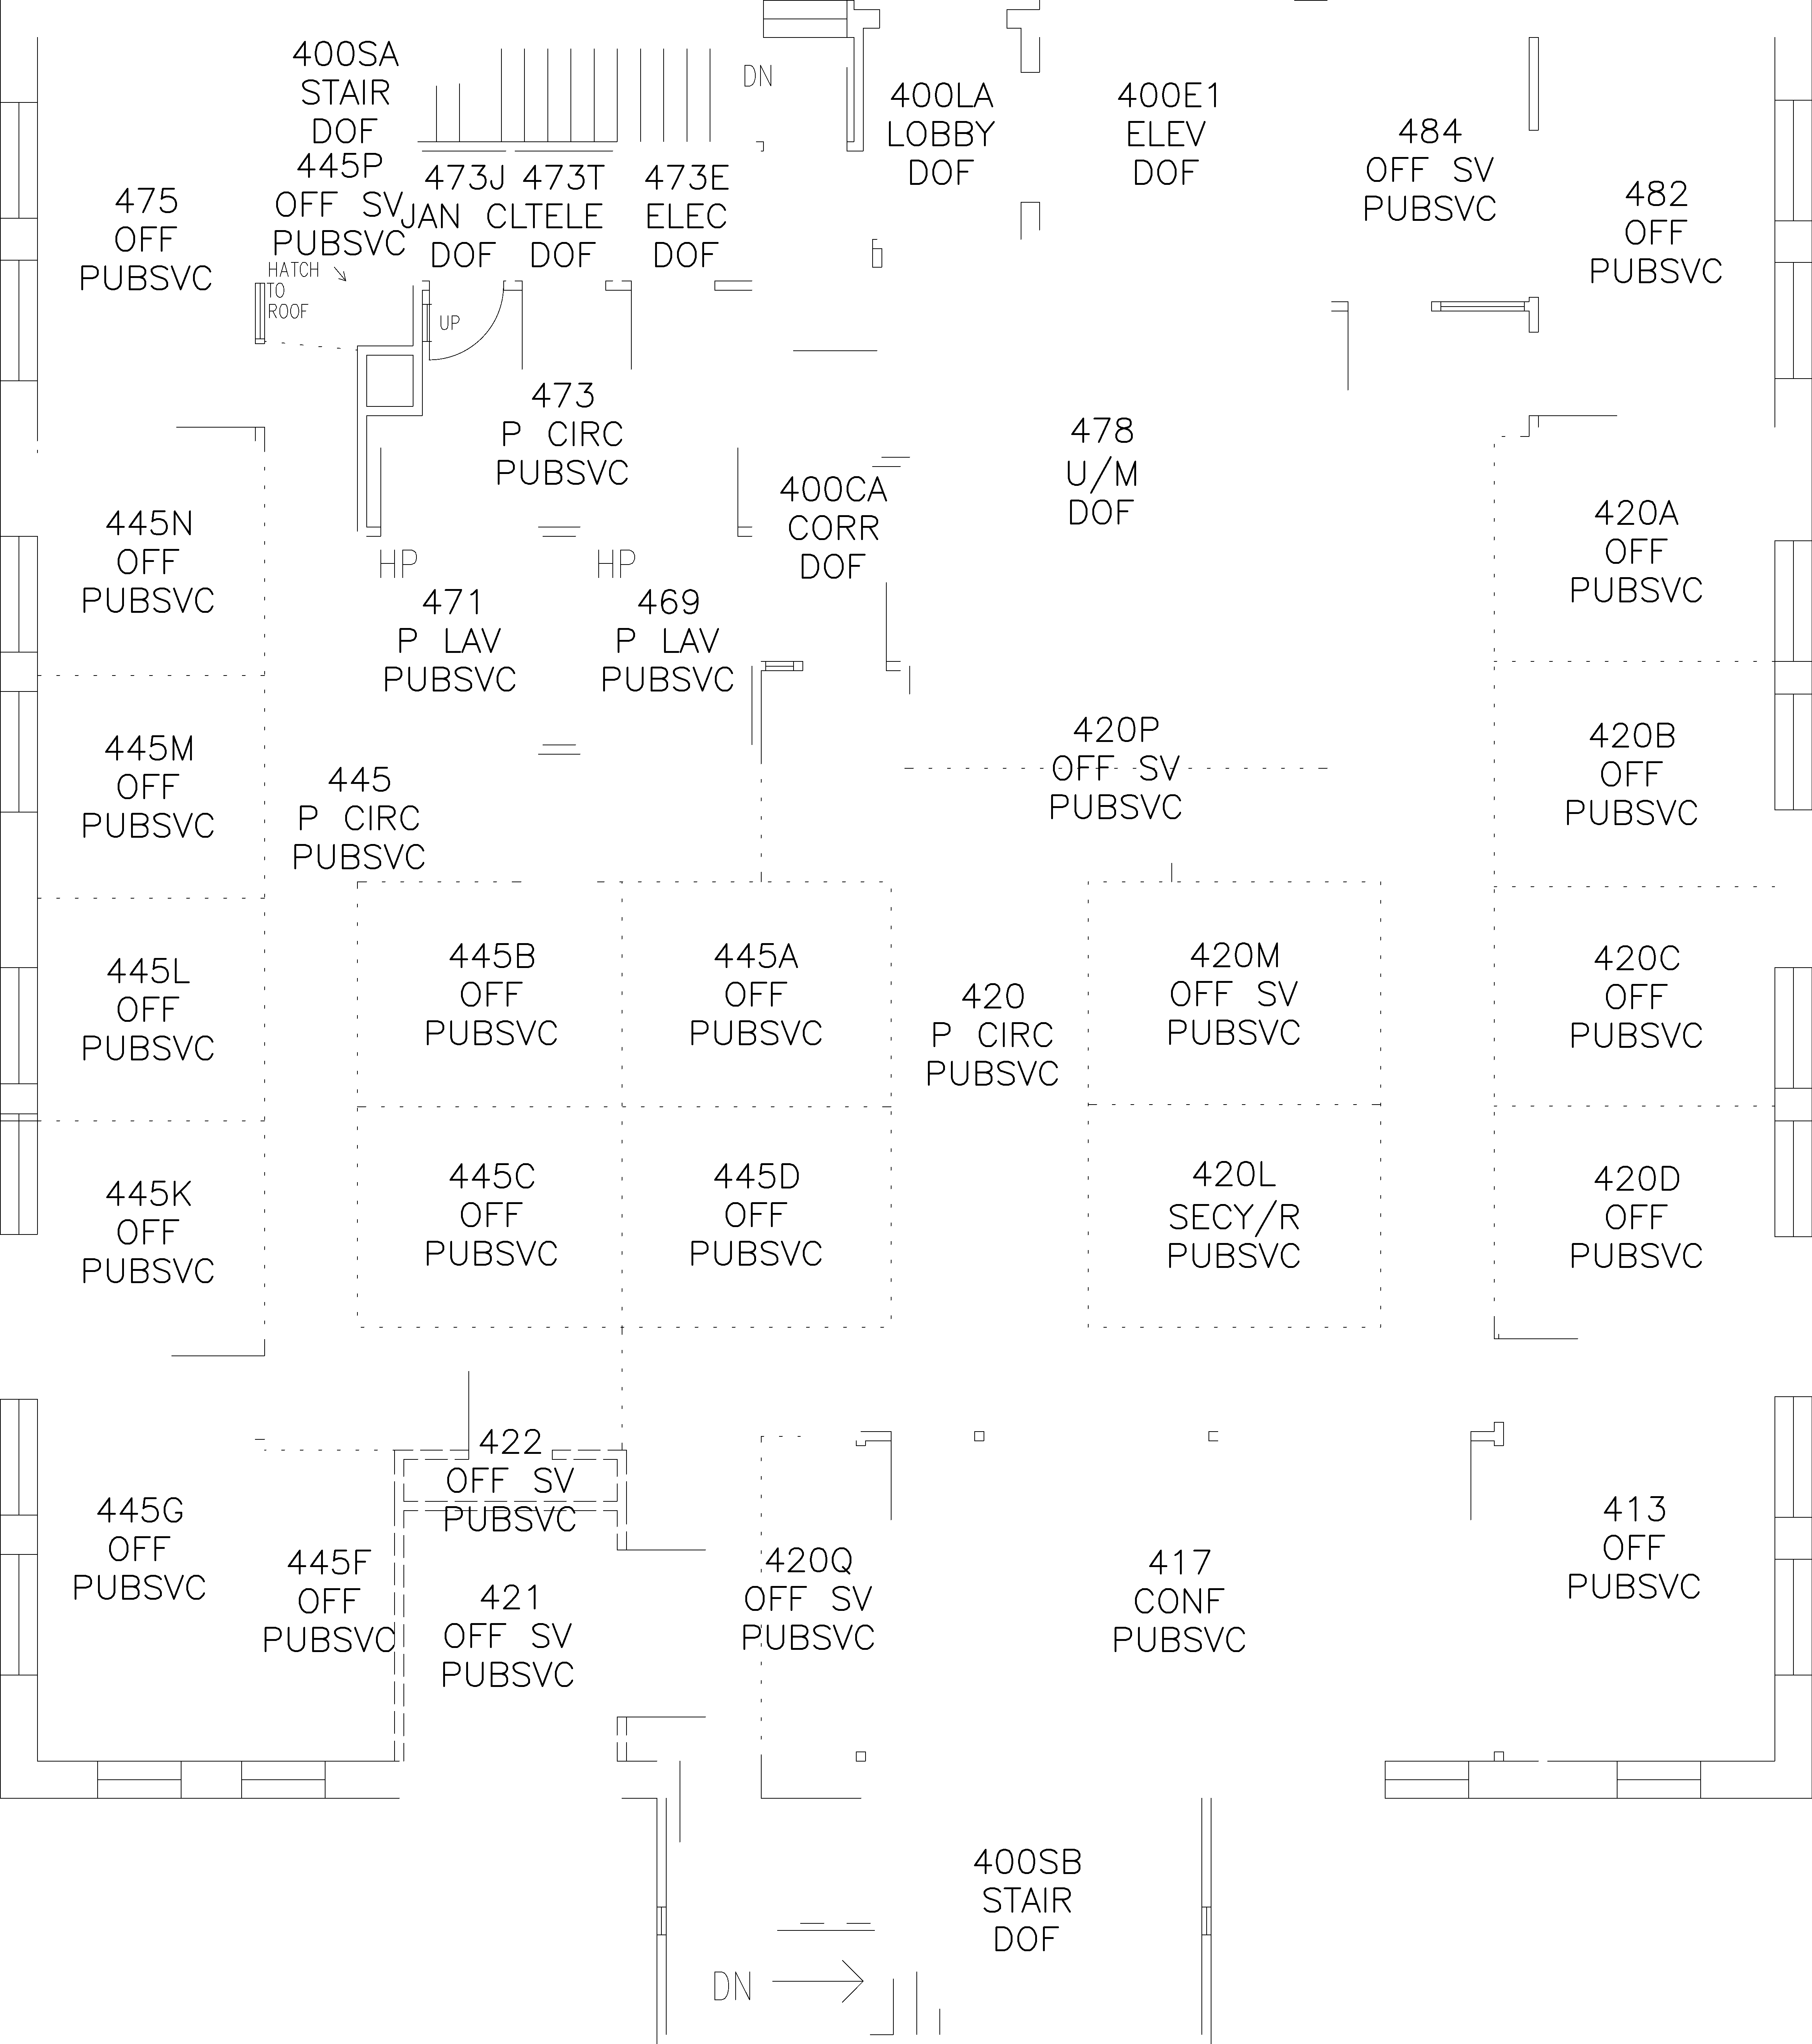 400SA
STAIR
DOF
DN
400LA
LOBBY
DOF
400E1
ELEV
DOF
484
OFF SV
PUBSVC
475
OFF
PUBSVC
445P
OFF SV
PUBSVC
473J
JAN CL
DOF
473T
TELE
DOF
473E
ELEC
DOF
482
OFF
PUBSVC
HATCH
TO
ROOF
UP
473
P CIRC
PUBSVC
478
U/M
DOF
400CA
CORR
DOF
445N
OFF
PUBSVC
420A
OFF
PUBSVC
HP
HP
471
P LAV
PUBSVC
469
P LAV
PUBSVC
445M
OFF
PUBSVC
445
P CIRC
PUBSVC
420P
OFF SV
PUBSVC
420B
OFF
PUBSVC
445L
OFF
PUBSVC
445B
OFF
PUBSVC
445A
OFF
PUBSVC
420
P CIRC
PUBSVC
420M
OFF SV
PUBSVC
420C
OFF
PUBSVC
445K
OFF
PUBSVC
445C
OFF
PUBSVC
445D
OFF
PUBSVC
420L
SECY/R
PUBSVC
420D
OFF
PUBSVC
422
OFF SV
PUBSVC
445G
OFF
PUBSVC
445F
OFF
PUBSVC
421
OFF SV
PUBSVC
420Q
OFF SV
PUBSVC
417
CONF
PUBSVC
413
OFF
PUBSVC
400SB
STAIR
DOF
DN